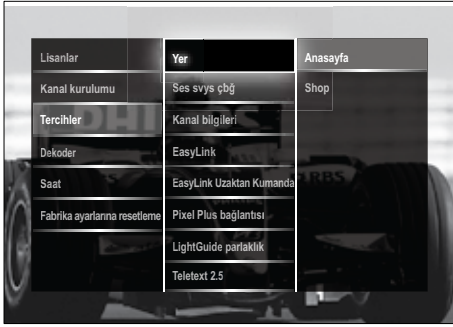 Lisanlar
Kanal kurulumu
Tercihler
Dekoder
Saat
Fabrika ayarlarına resetleme
Yer
Ses svys çbğ
Kanal bilgileri
EasyLink
EasyLink Uzaktan Kumanda
Pixel Plus bağlantısı
LightGuide parlaklık
Teletext 2.5
Anasayfa
Shop
RBS